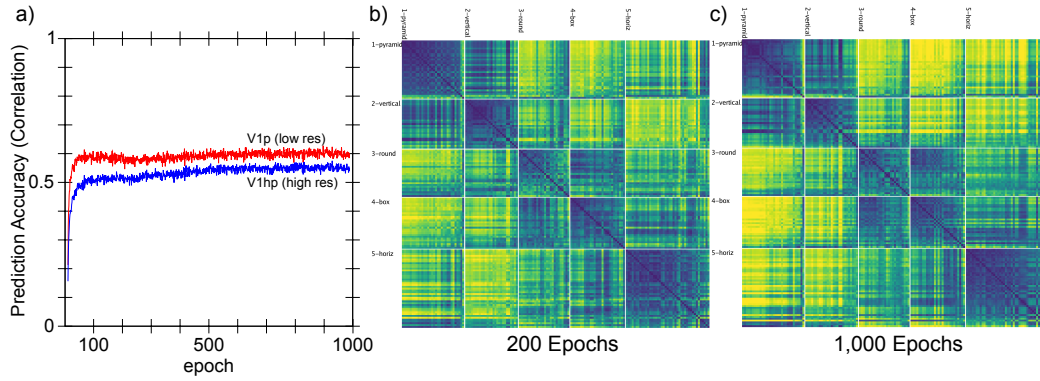 a)
Prediction Accuracy (Correlation)
1
0.5
0
V1p (low res)
V1hp (high res)
100
500
1000
epoch
b)
1-pyramid
2-vertical
3-round
4-box
5-horiz
1-pyramid
2-vertical
3-round
4-box
5-horiz
200 Epochs
c)
1-pyramid
2-vertical
3-round
4-box
5-horiz
1-pyramid
2-vertical
3-round
4-box
5-horiz
1,000 Epochs